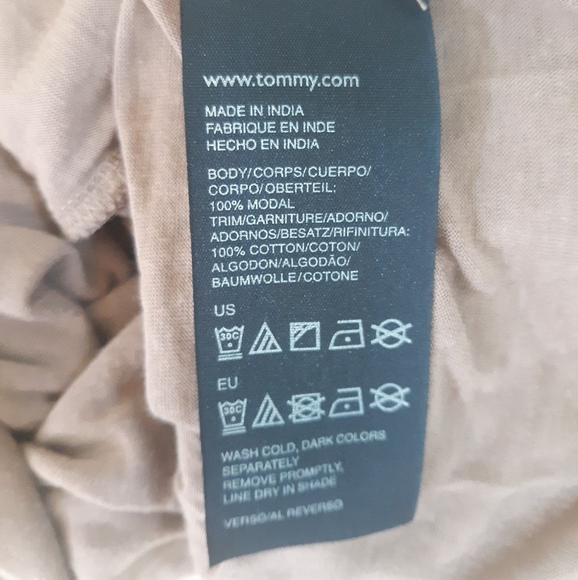 www.tommy.com
MADE IN INDIA
FABRIQUE EN INDE
HECHO EN INDIA
BODY/CORPS/CUERPO/
CORPO/OBERTEIL:
100% MODAL
TRIM/GARNITURE/ADORNO/
ADORNOS/BESATZ/RIFINITURA:
100% COTTON/COTON/
ALGODON/ALGODÃO/
BAUMWOLLE/COTONE
US
30C
EU
30C
WASH COLD, DARK COLORS
SEPARATELY
REMOVE PROMPTLY,
LINE DRY IN SHADE
VERSO/AL REVERSO